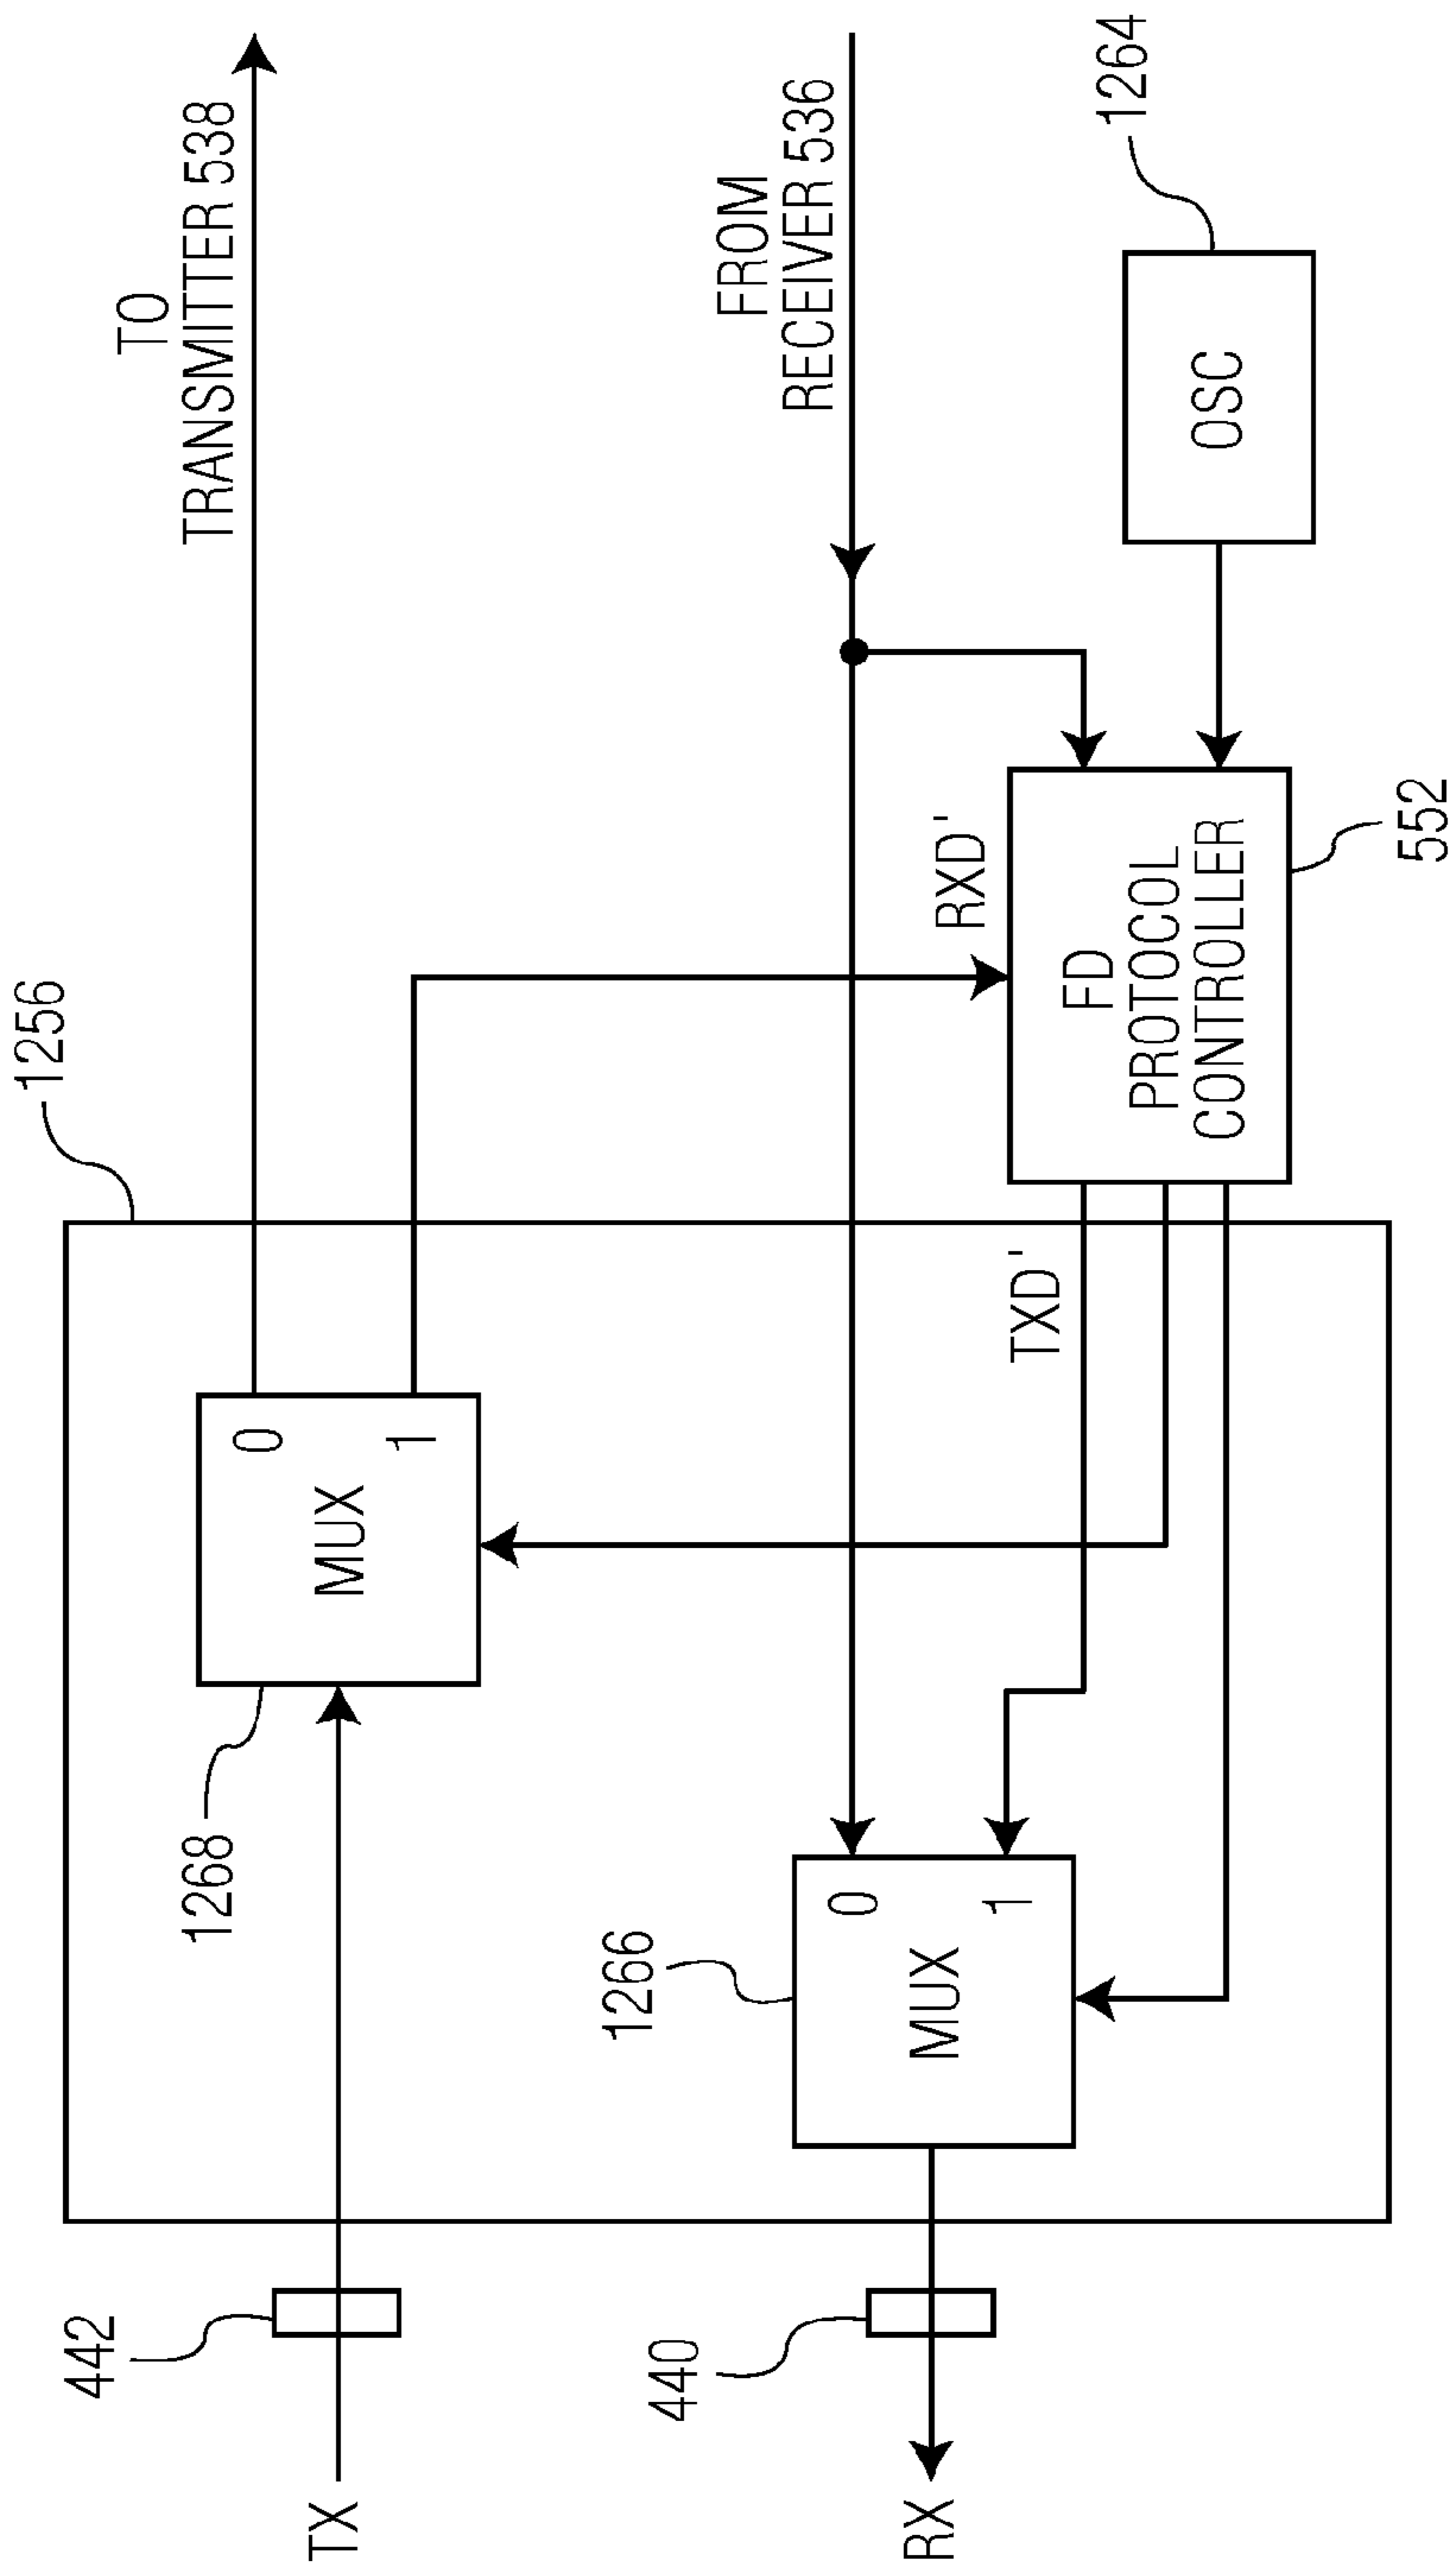 1256
TO
TRANSMITTER 538
442
TX
1268
MUX
0
1
FROM
RECEIVER 536
RXD'
TXD'
440
RX
1266
MUX
0
1
FD
PROTOCOL
CONTROLLER
552
OSC
1264